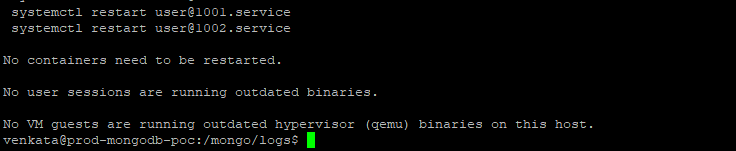 systemctl restart user@1001.service
systemctl restart user@1002.service
No containers need to be restarted.
No user sessions are running outdated binaries.
No VM guests are running outdated hypervisor (qemu) binaries on this host.
venkata@prod-mongodb-poc:/mongo/logs$